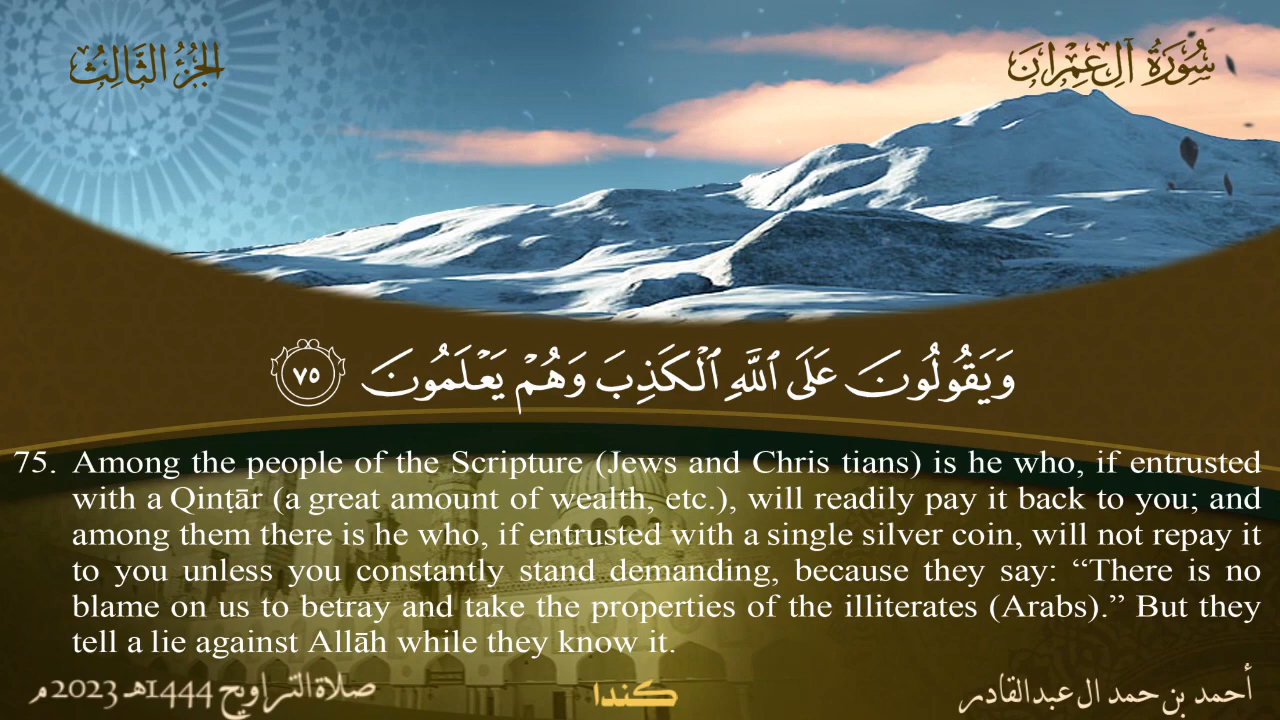 سُورَةُ آلِ عِمْرَانَ
الجُزْءُ الثَّالِثُ
وَيَقُولُونَ عَلَى ٱللَّهِ ٱلْكَذِبَ وَهُمْ يَعْلَمُونَ ٧٥
75. Among the people of the Scripture (Jews and Chris tians) is he who, if entrusted
with a Qinṭār (a great amount of wealth, etc.), will readily pay it back to you; and
among them there is he who, if entrusted with a single silver coin, will not repay it
to you unless you constantly stand demanding, because they say: “There is no
blame on us to betray and take the properties of the illiterates (Arabs).” But they
tell a lie against Allāh while they know it.
أحمد بن حمد ال عبدالقادر
كندا
صلاة التراويح 1444هـ 2023م